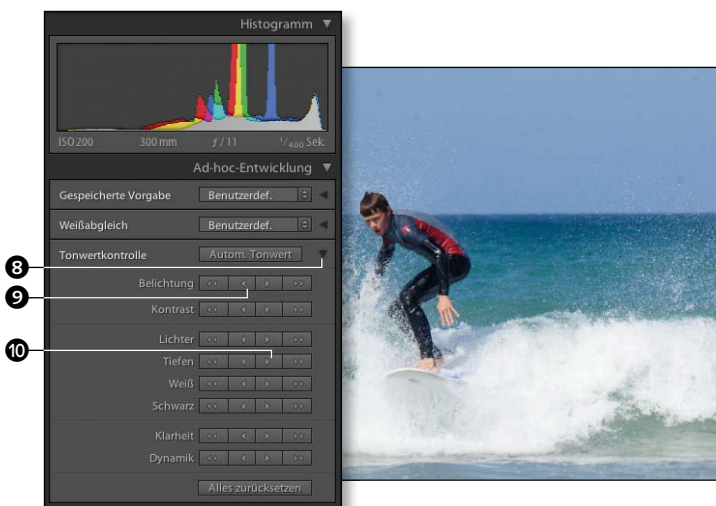 Histogramm
ISO 200 300 mm ƒ / 11 1/400 Sek.
Ad-hoc-Entwicklung
Gespeicherte Vorgabe Benutzerdef.
Weißabgleich Benutzerdef.
Tonwertkontrolle Autom. Tonwert
8
Belichtung
9
Kontrast
Lichter
10
Tiefen
Weiß
Schwarz
Klarheit
Dynamik
Alles zurücksetzen